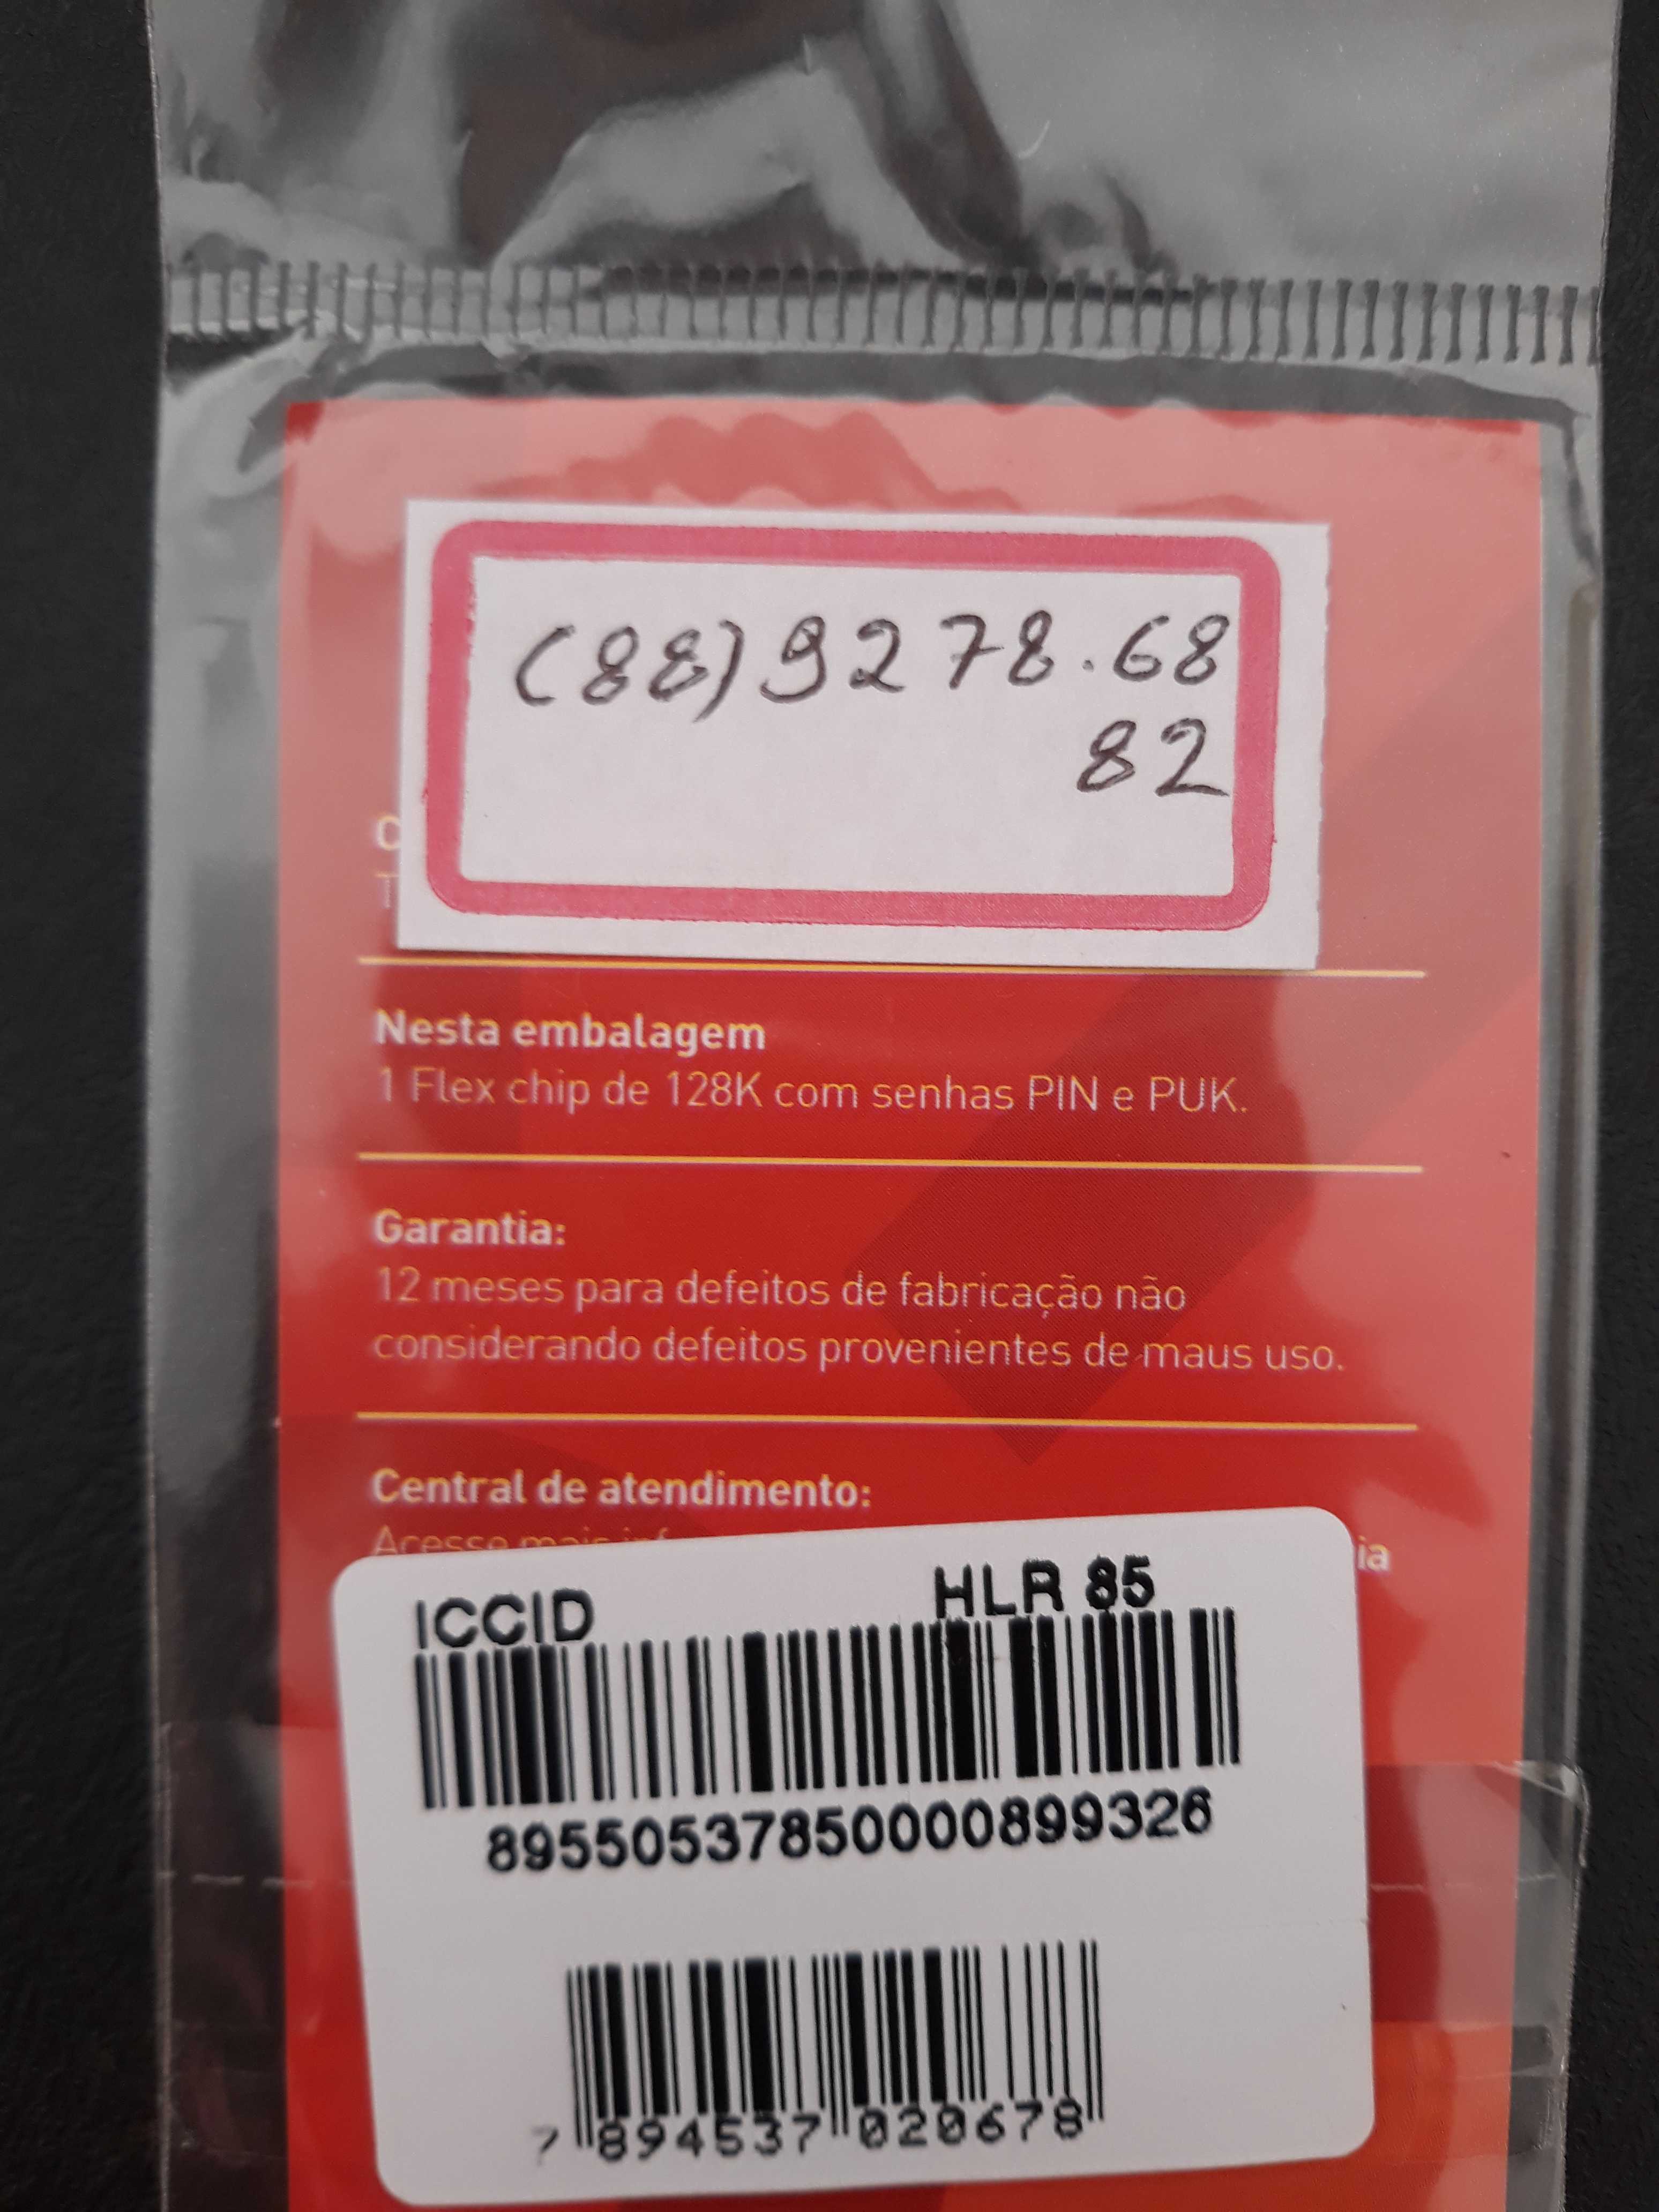 (88) 9278.68
82
Nesta embalagem
1 Flex chip de 128K com senhas PIN e PUK.
Garantia:
12 meses para defeitos de fabricação não
considerando defeitos provenientes de maus uso.
Central de atendimento:
Acesse mais
ICCID HLR 85
89550537850000899326
7 894537 020678